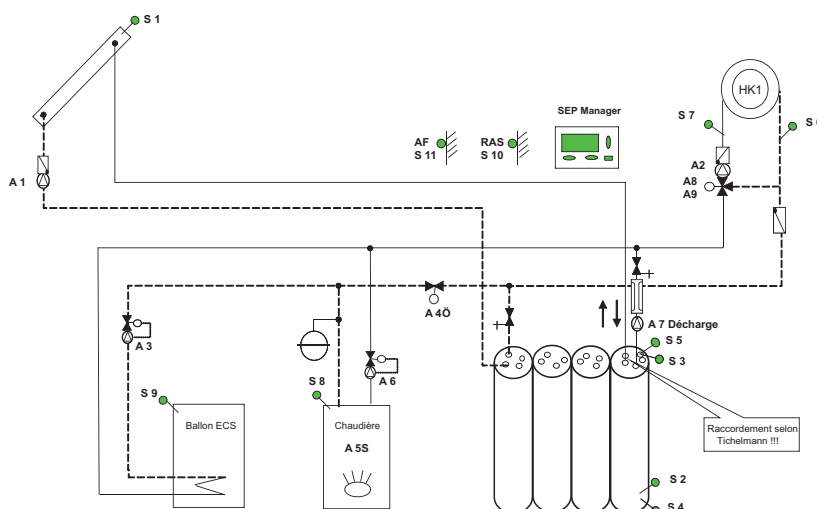 S 1
SEP Manager
HK1
S 7
S 6
AF
S 11
RAS
S 10
A 1
A2
A8
A9
A 4Ö
A 7 Décharge
S 5
S 3
A 3
A 6
S 9
S 8
Ballon ECS
Chaudière
A 5S
Raccordement selon
Tichelmann !!!
S 2
S 4